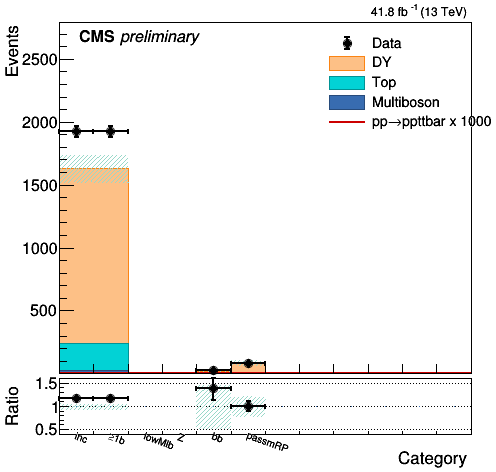 41.8 fb⁻¹ (13 TeV)
CMS preliminary
Events
Data
DY
Top
Multiboson
pp→ppttbar x 1000
2500
2000
1500
1000
500
Ratio
1.5
1
0.5
inc ≥1b lowMlb Z bb passmRP
Category